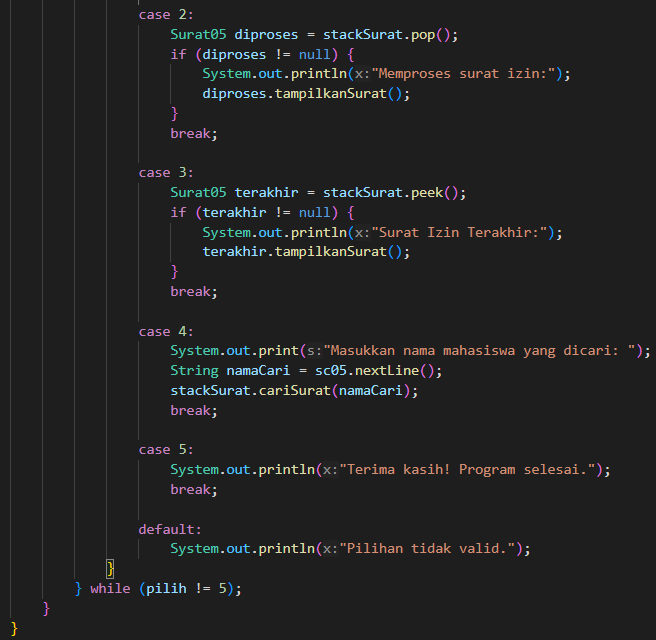 case 2:
Surat05 diproses = stackSurat.pop();
if (diproses != null) {
System.out.println(x:"Memproses surat izin:");
diproses.tampilkanSurat();
}
break;
case 3:
Surat05 terakhir = stackSurat.peek();
if (terakhir != null) {
System.out.println(x:"Surat Izin Terakhir:");
terakhir.tampilkanSurat();
}
break;
case 4:
System.out.print(s:"Masukkan nama mahasiswa yang dicari: ");
String namaCari = sc05.nextLine();
stackSurat.cariSurat(namaCari);
break;
case 5:
System.out.println(x:"Terima kasih! Program selesai.");
break;
default:
System.out.println(x:"Pilihan tidak valid.");
}
} while (pilih != 5);
}
}